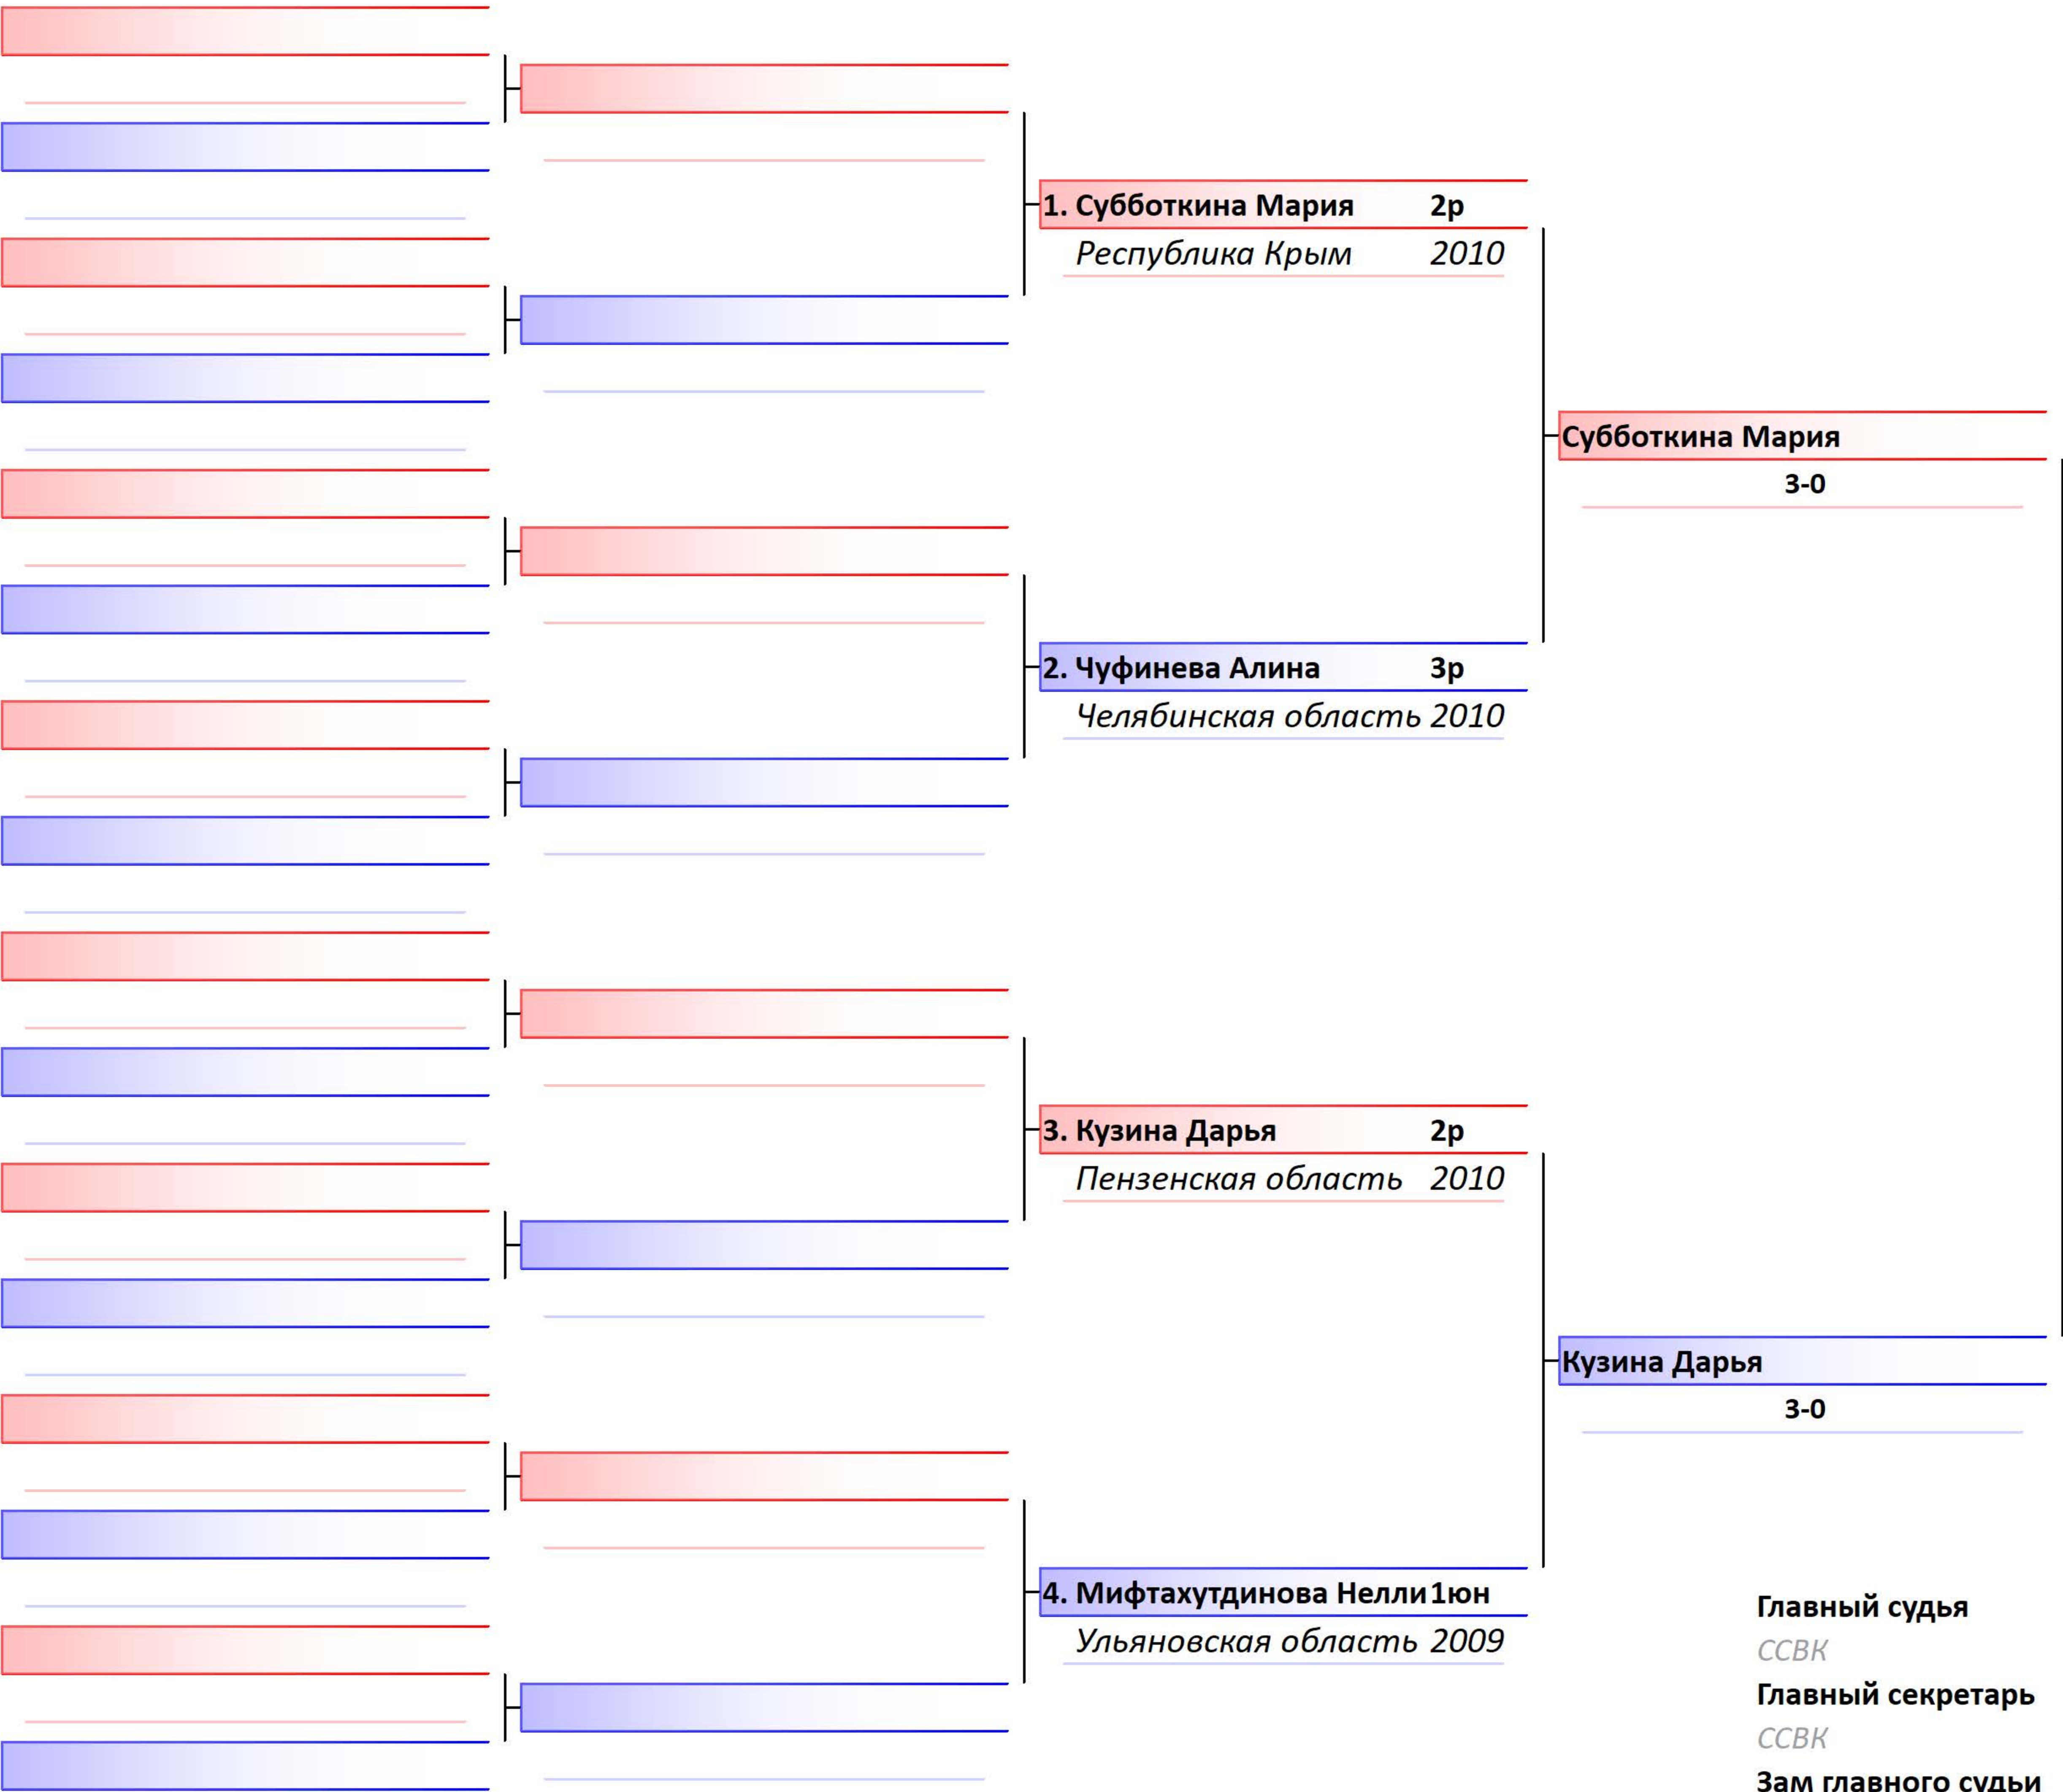 1. Субботкина Мария 2р
Республика Крым 2010
Субботкина Мария
3-0
2. Чуфинева Алина 3р
Челябинская область 2010
3. Кузина Дарья 2р
Пензенская область 2010
Кузина Дарья
3-0
4. Мифтахутдинова Нелли 1юн
Ульяновская область 2009
Главный судья
ССВК
Главный секретарь
ССВК
Зам главного судьи